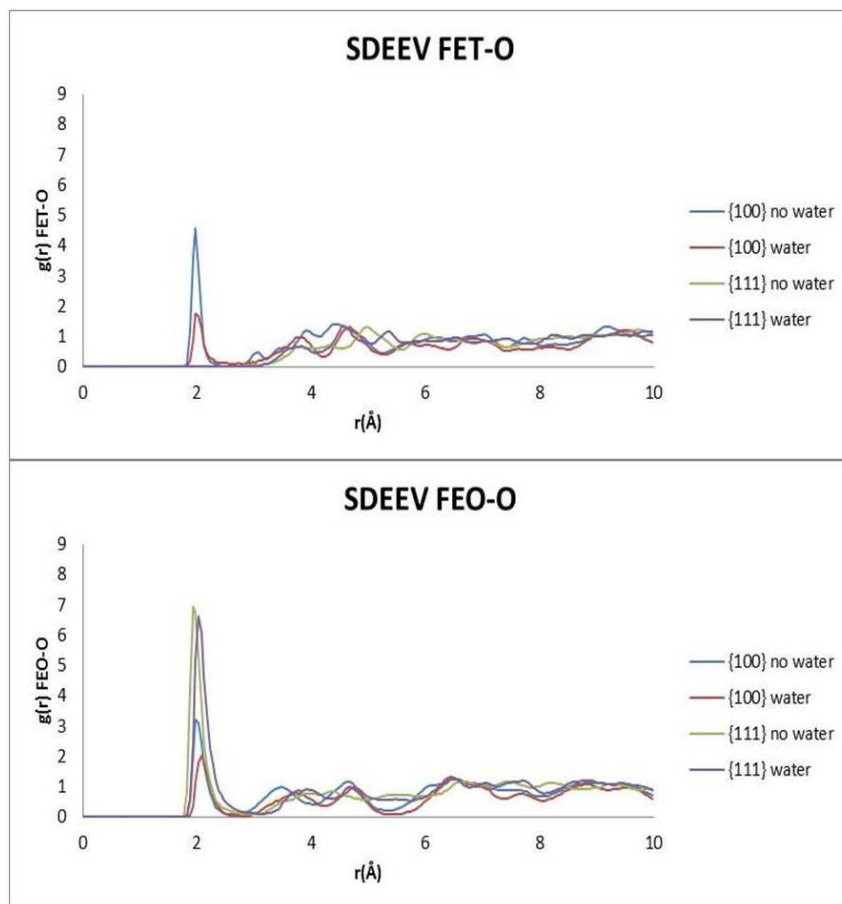 SDEEV FET-O
9
8
7
6
5
4
3
2
1
0
g(r) FET-O
0 2 4 6 8 10
r(Å)
{100} no water
{100} water
{111} no water
{111} water
SDEEV FEO-O
9
8
7
6
5
4
3
2
1
0
g(r) FEO-O
0 2 4 6 8 10
r(Å)
{100} no water
{100} water
{111} no water
{111} water